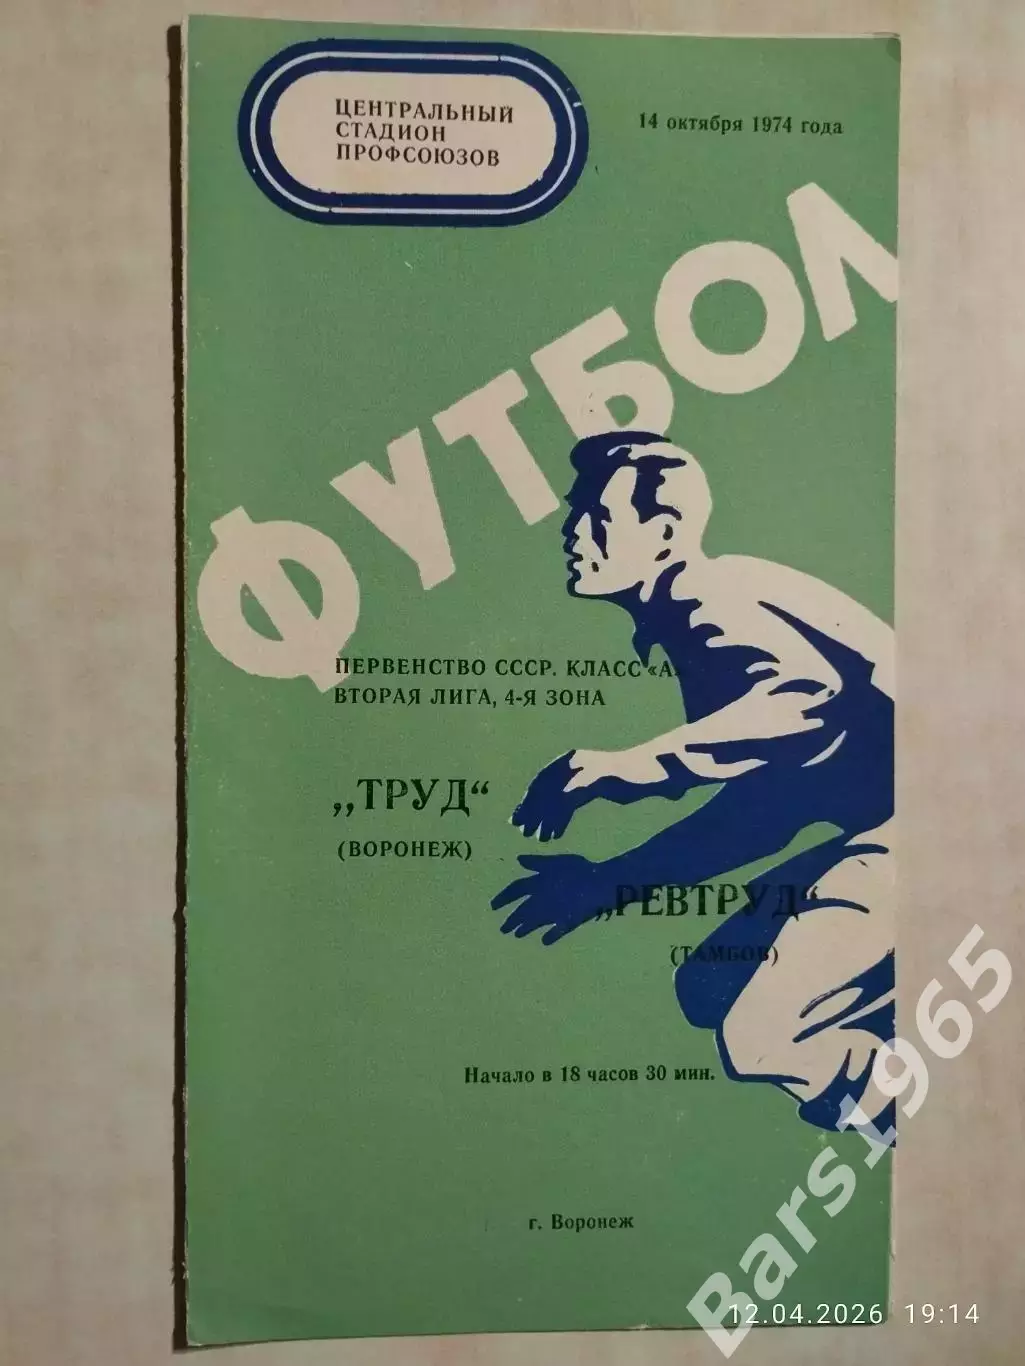 ЦЕНТРАЛЬНЫЙ
СТАДИОН
ПРОФСОЮЗОВ
14 октября 1974 года
ФУТБОЛ
ПЕРВЕНСТВО СССР. КЛАСС «А»
ВТОРАЯ ЛИГА, 4-Я ЗОНА
„ТРУД“
(ВОРОНЕЖ)
„РЕВТРУД“
(ТАМБОВ)
Начало в 18 часов 30 мин.
г. Воронеж
Bars1965
12.04.2026 19:14